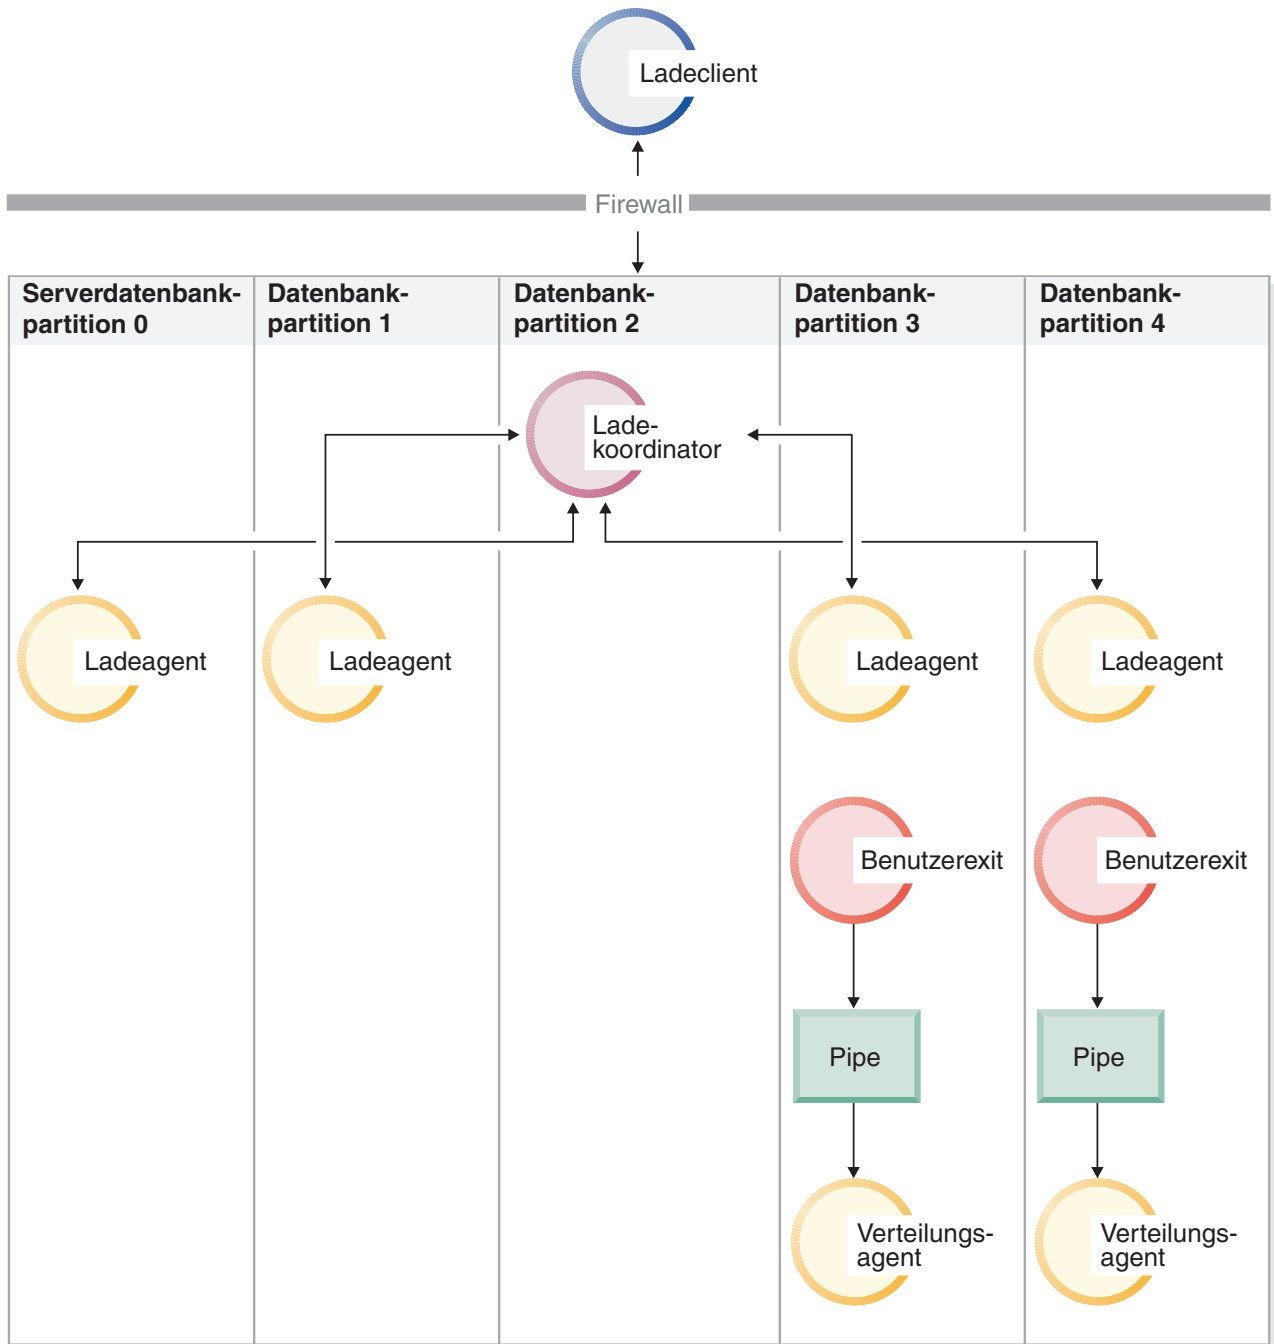 Ladeclient
Firewall
Serverdatenbank-
partition 0
Datenbank-
partition 1
Datenbank-
partition 2
Datenbank-
partition 3
Datenbank-
partition 4
Lade-
koordinator
Ladeagent
Ladeagent
Ladeagent
Ladeagent
Benutzerexit
Benutzerexit
Pipe
Pipe
Verteilungs-
agent
Verteilungs-
agent